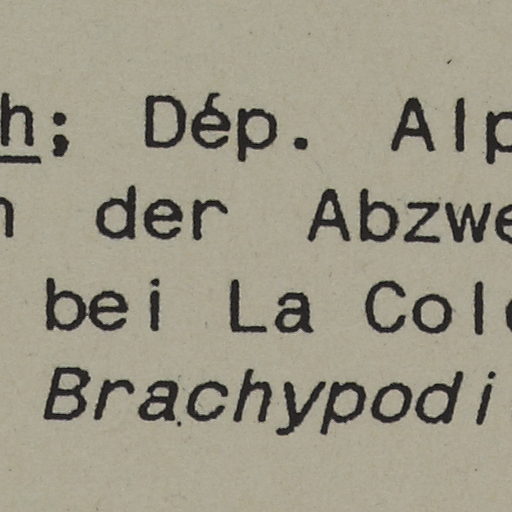 h; Dép. Alp
n der Abzwe
bei La Col
Brachypodi